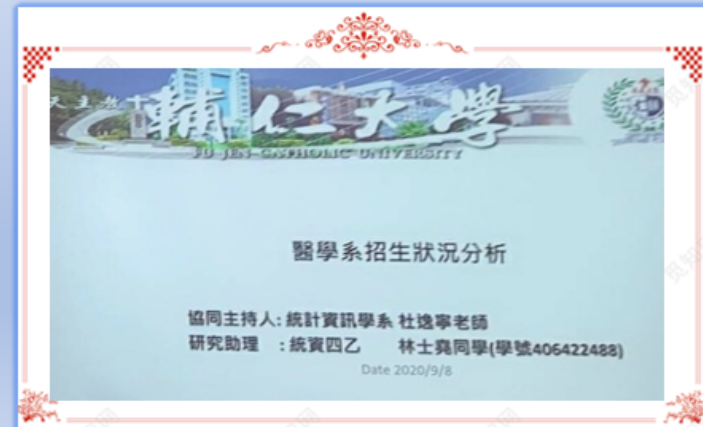 天主教
輔仁大學
FU JEN CATHOLIC UNIVERSITY
醫學系招生狀況分析
協同主持人: 統計資訊學系 杜逸寧老師
研究助理 : 統資四乙 林士堯同學(學號406422488)
Date 2020/9/8